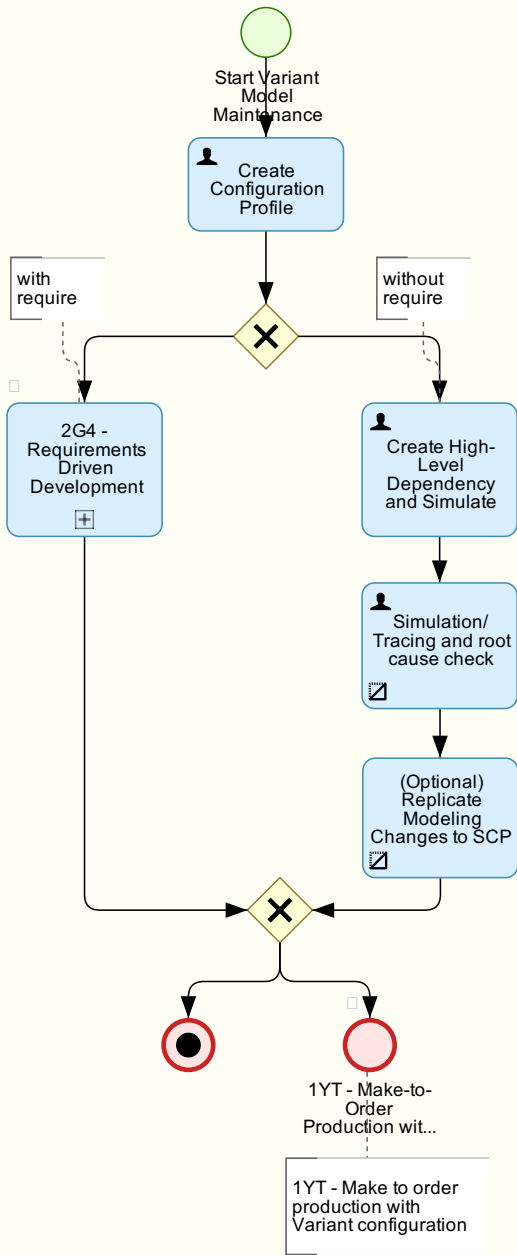 Start Variant
Model
Maintenance
Create
Configuration
Profile
with
require
without
require
2G4 -
Requirements
Driven
Development
Create High-
Level
Dependency
and Simulate
Simulation/
Tracing and root
cause check
(Optional)
Replicate
Modeling
Changes to SCP
1YT - Make-to-
Order
Production wit...
1YT - Make to order
production with
Variant configuration